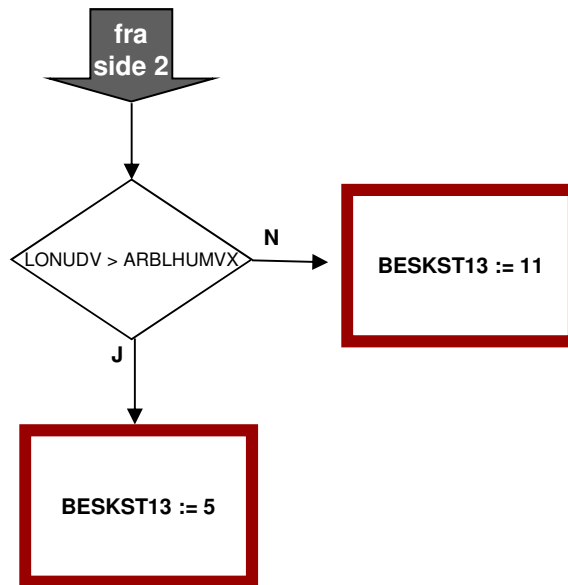 fra
side 2
LONUDV > ARBLHUMVX
N
BESKST13 := 11
J
BESKST13 := 5